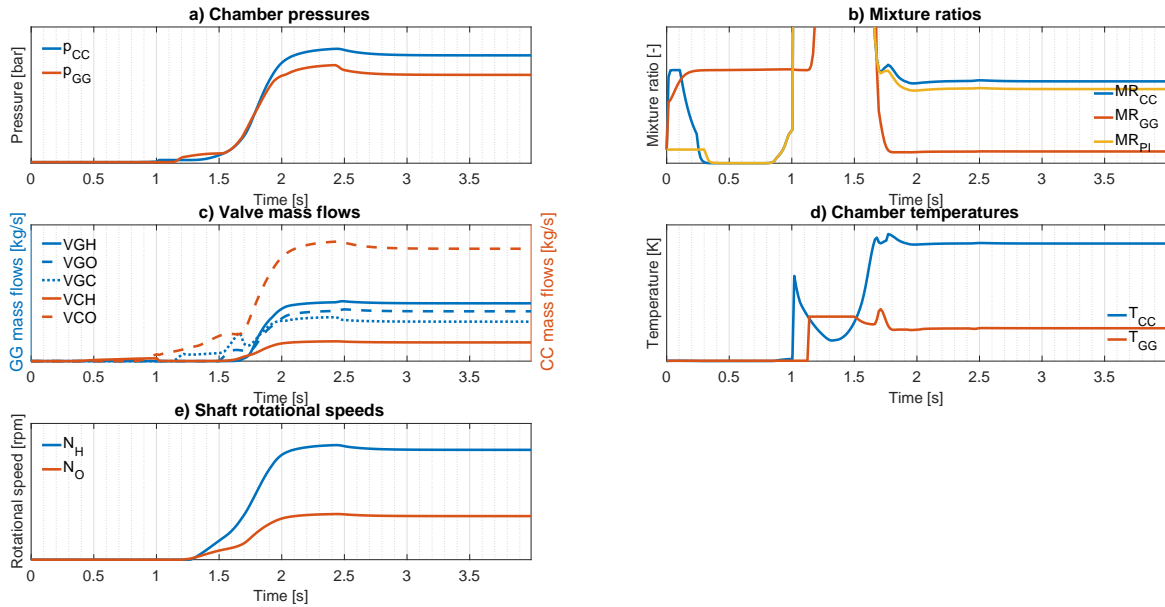 a) Chamber pressures
Pressure [bar]
p_CC
p_GG
0 0.5 1 1.5 2 2.5 3 3.5
Time [s]
b) Mixture ratios
Mixture ratio [-]
MR_CC
MR_GG
MR_PI
0 0.5 1 1.5 2 2.5 3 3.5
Time [s]
c) Valve mass flows
GG mass flows [kg/s]
CC mass flows [kg/s]
VGH
VGO
VGC
VCH
VCO
0 0.5 1 1.5 2 2.5 3 3.5
Time [s]
d) Chamber temperatures
Temperature [K]
T_CC
T_GG
0 0.5 1 1.5 2 2.5 3 3.5
Time [s]
e) Shaft rotational speeds
Rotational speed [rpm]
N_H
N_O
0 0.5 1 1.5 2 2.5 3 3.5
Time [s]